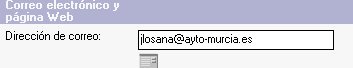 Correo electrónico y
página Web
Dirección de correo: jlosana@ayto-murcia.es